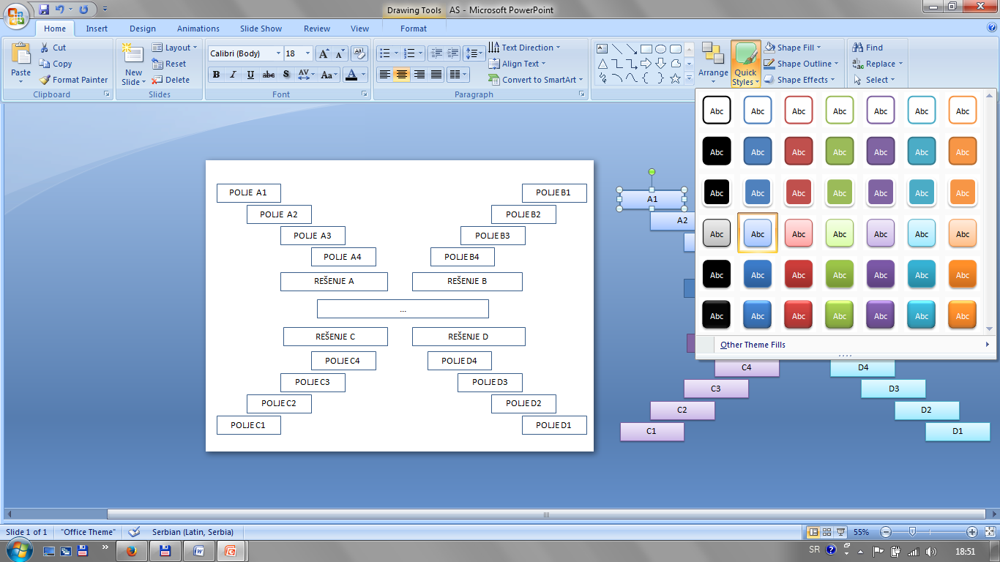 Drawing Tools AS - Microsoft PowerPoint
Home Insert Design Animations Slide Show Review View Format
Paste
Cut
Copy
Format Painter
Clipboard
New Slide
Layout
Reset
Delete
Slides
Calibri (Body) 18
B I U abc S AV Aa A
Font
Text Direction
Align Text
Convert to SmartArt
Paragraph
Arrange
Quick Styles
Shape Fill
Shape Outline
Shape Effects
Find
Replace
Select
Abc Abc Abc Abc Abc Abc Abc
Abc Abc Abc Abc Abc Abc Abc
Abc Abc Abc Abc Abc Abc Abc
Abc Abc Abc Abc Abc Abc Abc
Abc Abc Abc Abc Abc Abc Abc
Abc Abc Abc Abc Abc Abc Abc
Other Theme Fills
POLJE A1 POLJE B1
POLJE A2 POLJE B2
POLJE A3 POLJE B3
POLJE A4 POLJE B4
REŠENJE A REŠENJE B
...
REŠENJE C REŠENJE D
POLJE C4 POLJE D4
POLJE C3 POLJE D3
POLJE C2 POLJE D2
POLJE C1 POLJE D1
A1
A2
C4 D4
C3 D3
C2 D2
C1 D1
Slide 1 of 1 "Office Theme" Serbian (Latin, Serbia) 55%
SR 18:51